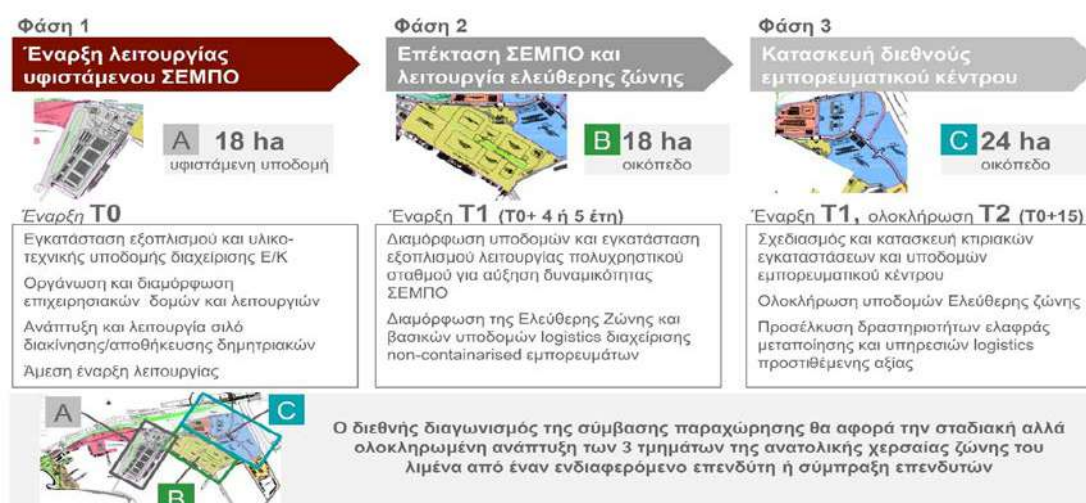 Φάση 1
Έναρξη λειτουργίας
υφιστάμενου ΣΕΜΠΟ
A 18 ha
υφιστάμενη υποδομή
Έναρξη T0
Εγκατάσταση εξοπλισμού και υλικο-
τεχνικής υποδομής διαχείρισης Ε/Κ
Οργάνωση και διαμόρφωση
επιχειρησιακών δομών και λειτουργιών
Ανάπτυξη και λειτουργία σιλό
διακίνησης/αποθήκευσης δημητριακών
Άμεση έναρξη λειτουργίας
Φάση 2
Επέκταση ΣΕΜΠΟ και
λειτουργία ελεύθερης ζώνης
B 18 ha
οικόπεδο
Έναρξη T1 (T0+ 4 ή 5 έτη)
Διαμόρφωση υποδομών και εγκατάσταση
εξοπλισμού λειτουργίας πολυχρηστικού
σταθμού για αύξηση δυναμικότητας
ΣΕΜΠΟ
Διαμόρφωση της Ελεύθερης Ζώνης και
βασικών υποδομών logistics διαχείρισης
non-containarised εμπορευμάτων
Φάση 3
Κατασκευή διεθνούς
εμπορευματικού κέντρου
C 24 ha
οικόπεδο
Έναρξη T1, ολοκλήρωση T2 (T0+15)
Σχεδιασμός και κατασκευή κτιριακών
εγκαταστάσεων και υποδομών
εμπορευματικού κέντρου
Ολοκλήρωση υποδομών Ελεύθερης ζώνης
Προσέλκυση δραστηριοτήτων ελαφράς
μεταποίησης και υπηρεσιών logistics
προστιθέμενης αξίας
A
C
B
Ο διεθνής διαγωνισμός της σύμβασης παραχώρησης θα αφορά την σταδιακή αλλά
ολοκληρωμένη ανάπτυξη των 3 τμημάτων της ανατολικής χερσαίας ζώνης του
λιμένα από έναν ενδιαφερόμενο επενδύτη ή σύμπραξη επενδυτών